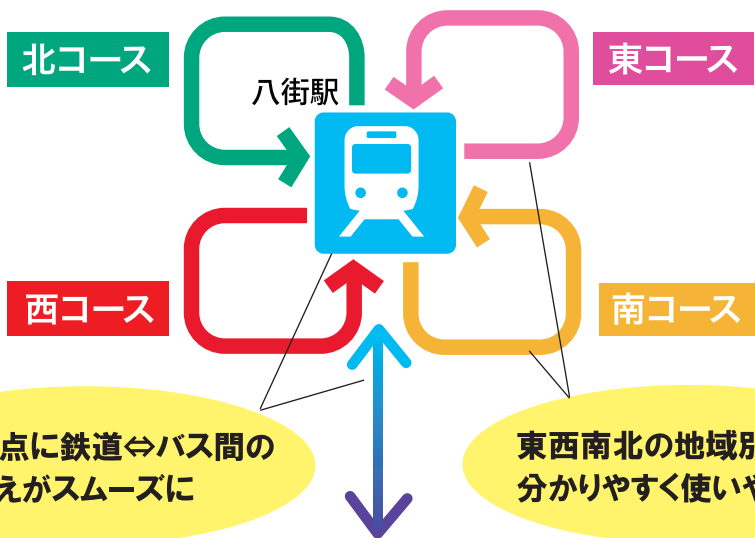 北コース
八街駅
東コース
西コース
南コース
点に鉄道⇔バス間の
えがスムーズに
東西南北の地域別
分かりやすく使いや